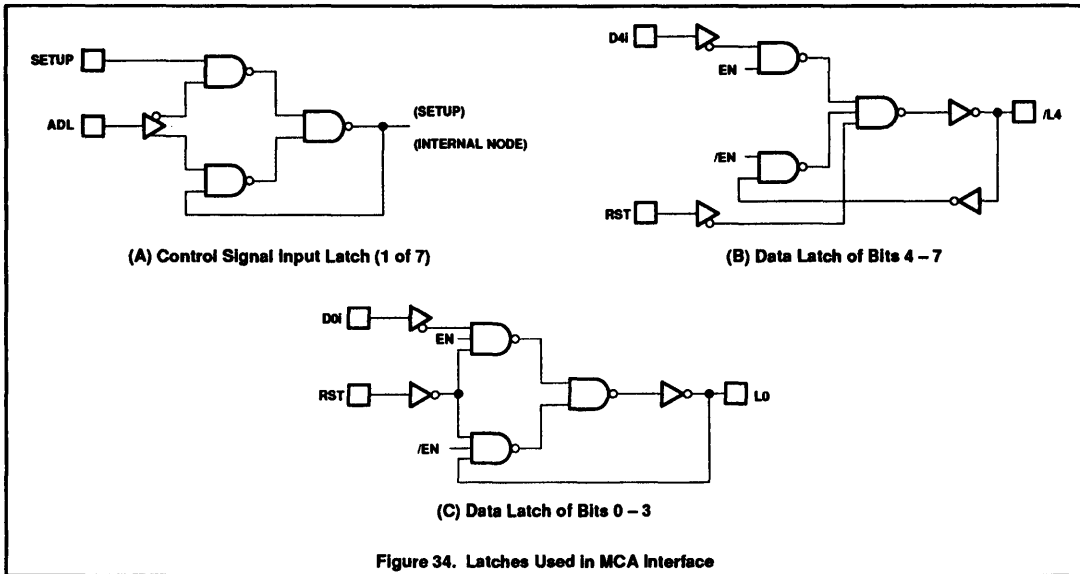 SETUP
ADL
(SETUP)
(INTERNAL NODE)
(A) Control Signal Input Latch (1 of 7)
D4i
EN
/EN
RST
/L4
(B) Data Latch of Bits 4 – 7
D0i
EN
RST
/EN
L0
(C) Data Latch of Bits 0 – 3
Figure 34. Latches Used in MCA Interface